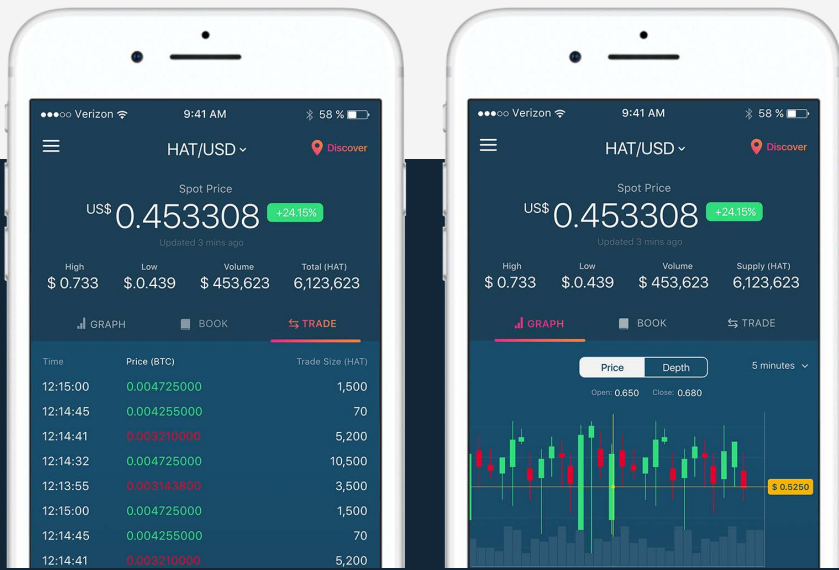 Verizon 9:41 AM 58 %
HAT/USD Discover
Spot Price
US$ 0.453308 +24.15%
Updated 3 mins ago
High Low Volume Total (HAT)
$ 0.733 $.0.439 $ 453,623 6,123,623
GRAPH BOOK TRADE
Time Price (BTC) Trade Size (HAT)
12:15:00 0.004725000 1,500
12:14:45 0.004255000 70
12:14:41 0.003210000 5,200
12:14:32 0.004725000 10,500
12:13:55 0.003143800 3,500
12:15:00 0.004725000 1,500
12:14:45 0.004255000 70
12:14:41 0.003210000 5,200
Verizon 9:41 AM 58 %
HAT/USD Discover
Spot Price
US$ 0.453308 +24.15%
Updated 3 mins ago
High Low Volume Supply (HAT)
$ 0.733 $.0.439 $ 453,623 6,123,623
GRAPH BOOK TRADE
Price Depth 5 minutes
Open: 0.650 Close: 0.680
$ 0.5250